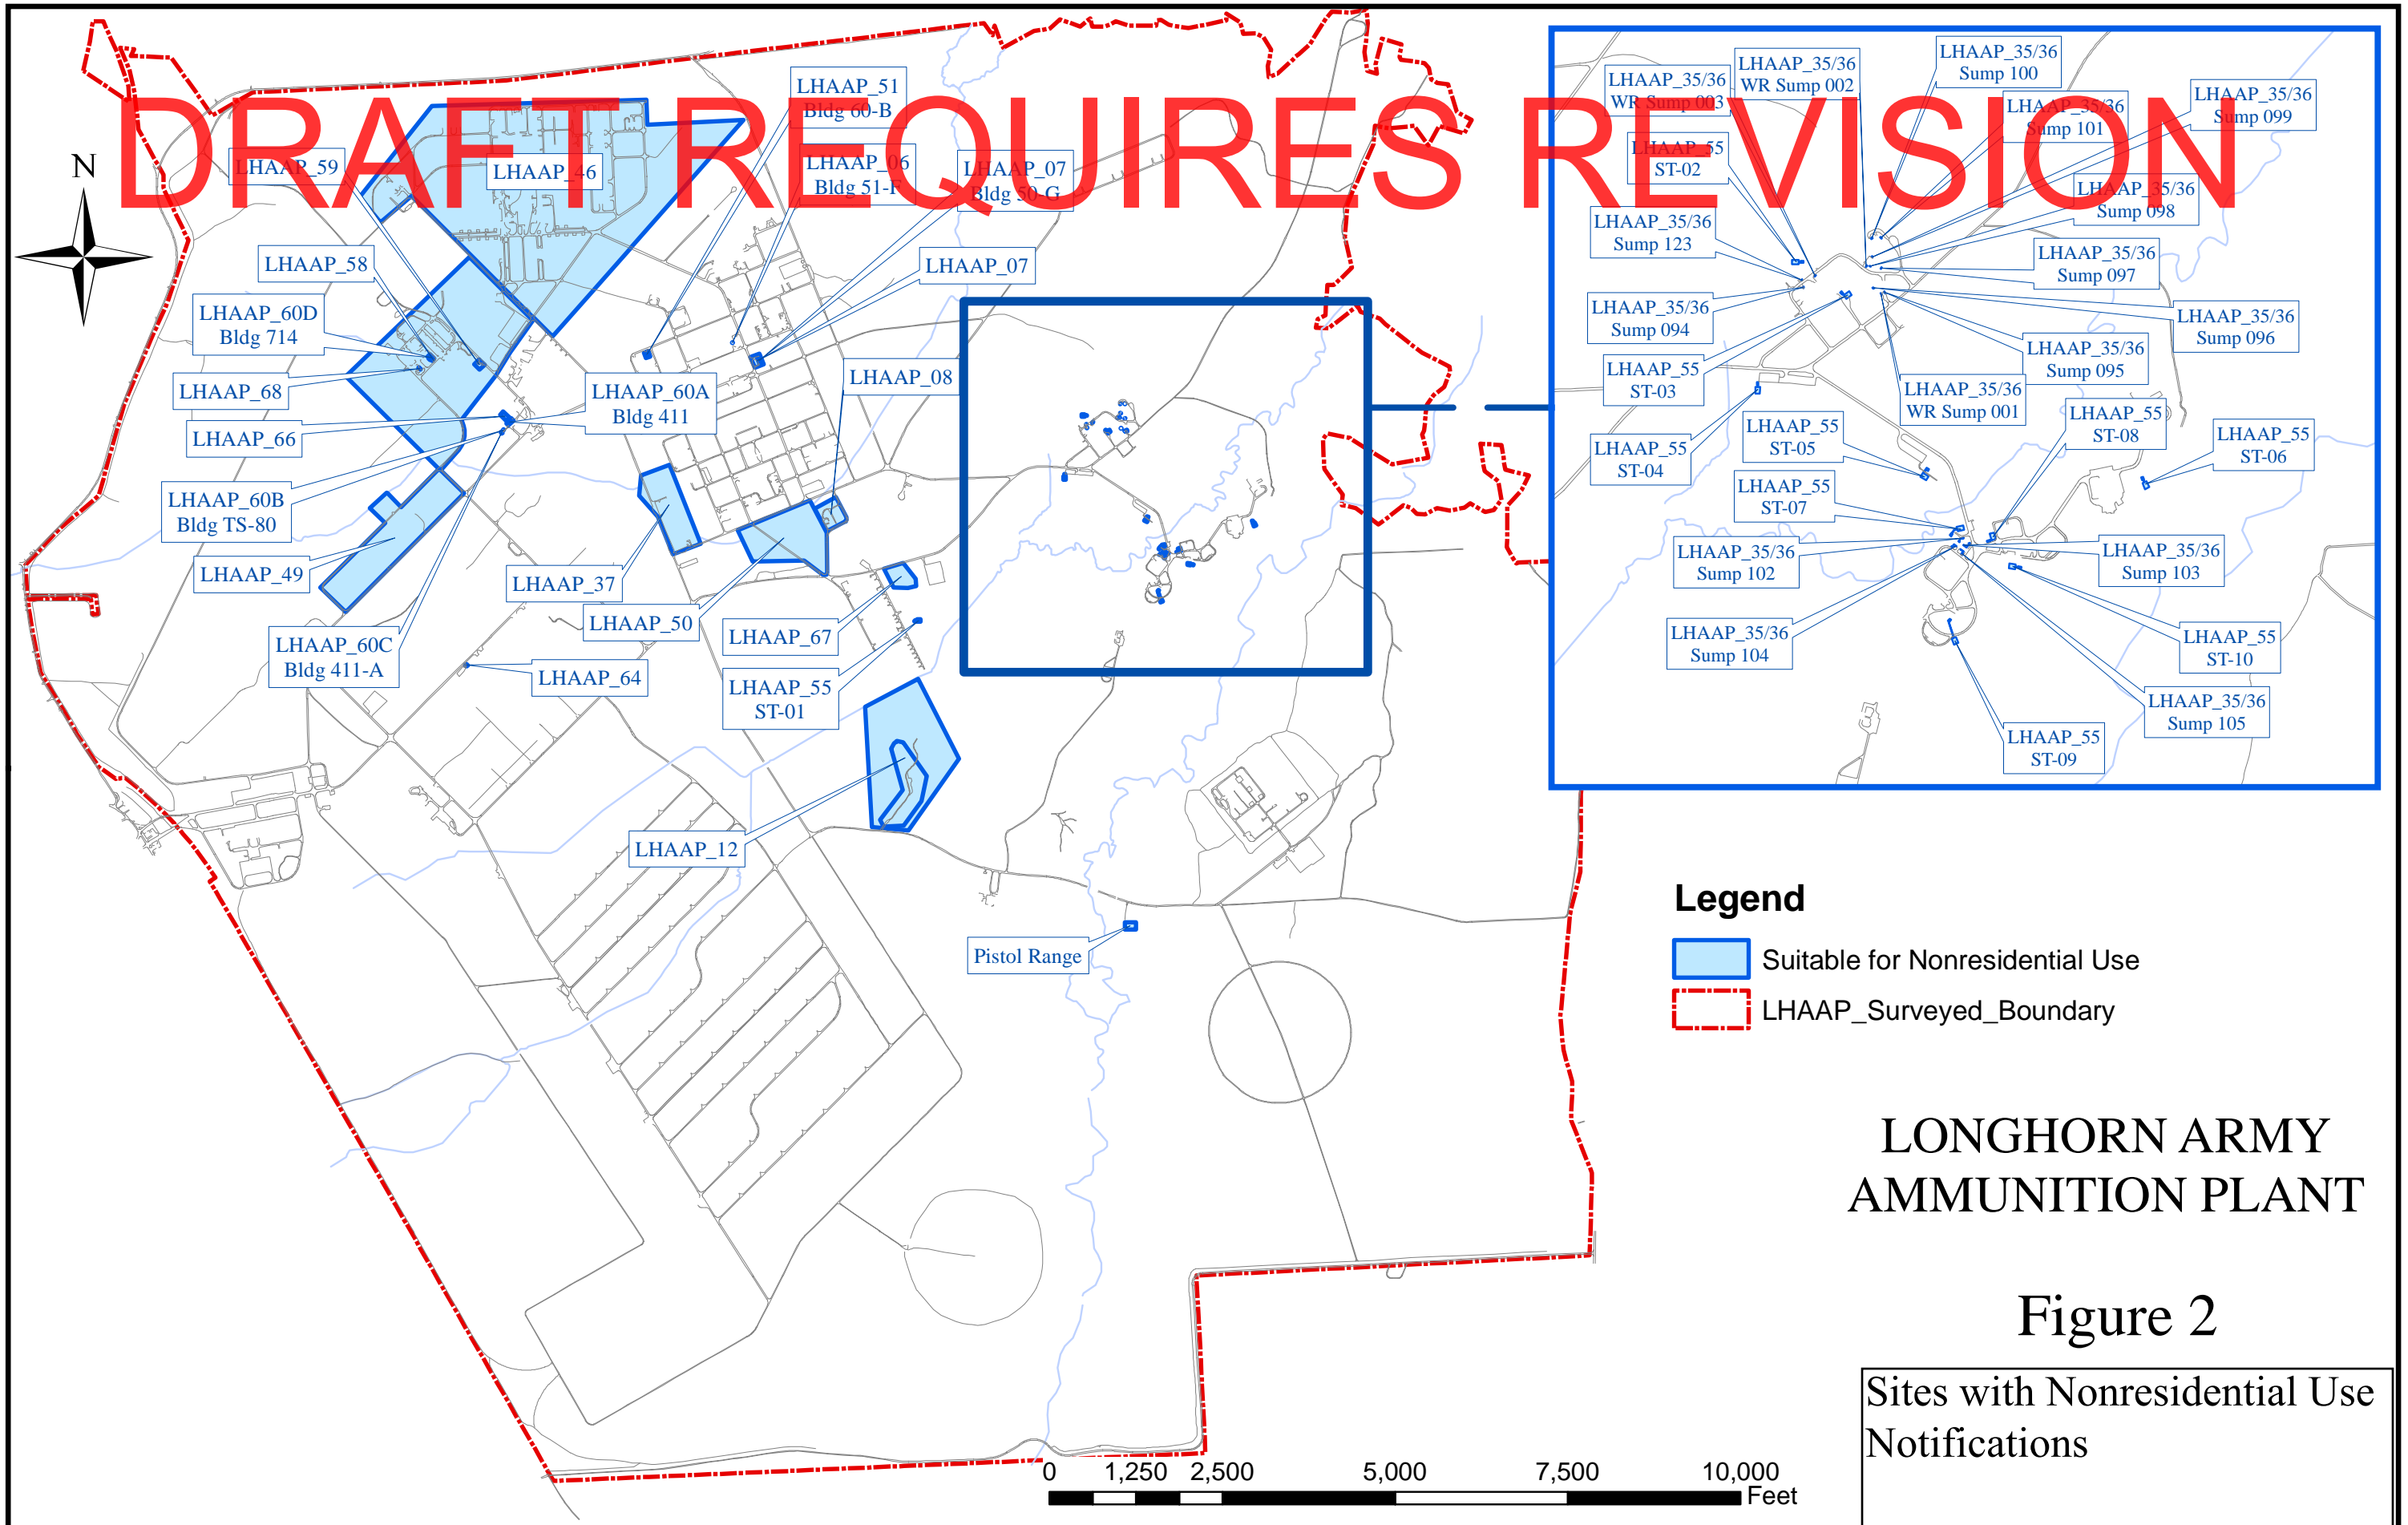 DRAFT REQUIRES REVISION
N
LHAAP_59
LHAAP_46
LHAAP_51
Bldg 60-B
LHAAP_06
Bldg 51-F
LHAAP_07
Bldg 50-G
LHAAP_58
LHAAP_07
LHAAP_60D
Bldg 714
LHAAP_68
LHAAP_60A
Bldg 411
LHAAP_08
LHAAP_66
LHAAP_60B
Bldg TS-80
LHAAP_49
LHAAP_37
LHAAP_50
LHAAP_67
LHAAP_60C
Bldg 411-A
LHAAP_64
LHAAP_55
ST-01
LHAAP_12
Pistol Range
LHAAP_35/36
WR Sump 003
LHAAP_35/36
WR Sump 002
LHAAP_35/36
Sump 100
LHAAP_35/36
Sump 101
LHAAP_35/36
Sump 099
LHAAP_55
ST-02
LHAAP_35/36
Sump 098
LHAAP_35/36
Sump 123
LHAAP_35/36
Sump 097
LHAAP_35/36
Sump 094
LHAAP_35/36
Sump 096
LHAAP_35/36
Sump 095
LHAAP_55
ST-03
LHAAP_35/36
WR Sump 001
LHAAP_55
ST-04
LHAAP_55
ST-05
LHAAP_55
ST-08
LHAAP_55
ST-06
LHAAP_55
ST-07
LHAAP_35/36
Sump 102
LHAAP_35/36
Sump 103
LHAAP_35/36
Sump 104
LHAAP_55
ST-10
LHAAP_35/36
Sump 105
LHAAP_55
ST-09
Legend
Suitable for Nonresidential Use
LHAAP_Surveyed_Boundary
LONGHORN ARMY
AMMUNITION PLANT
Figure 2
Sites with Nonresidential Use
Notifications
0 1,250 2,500 5,000 7,500 10,000
Feet